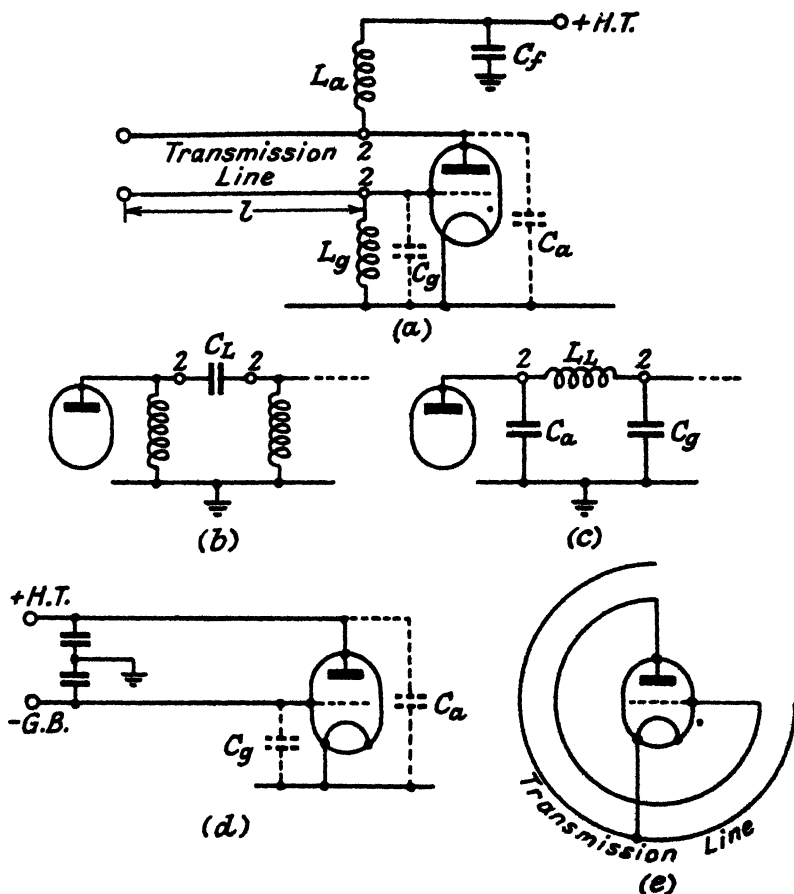 +H.T.
Cf
La
Transmission 2
Line 2
l
Lg
Cg
Ca
(a)
2 CL 2
(b)
2 LL 2
Ca
Cg
(c)
+H.T.
-G.B.
Cg
Ca
(d)
Transmission Line
(e)